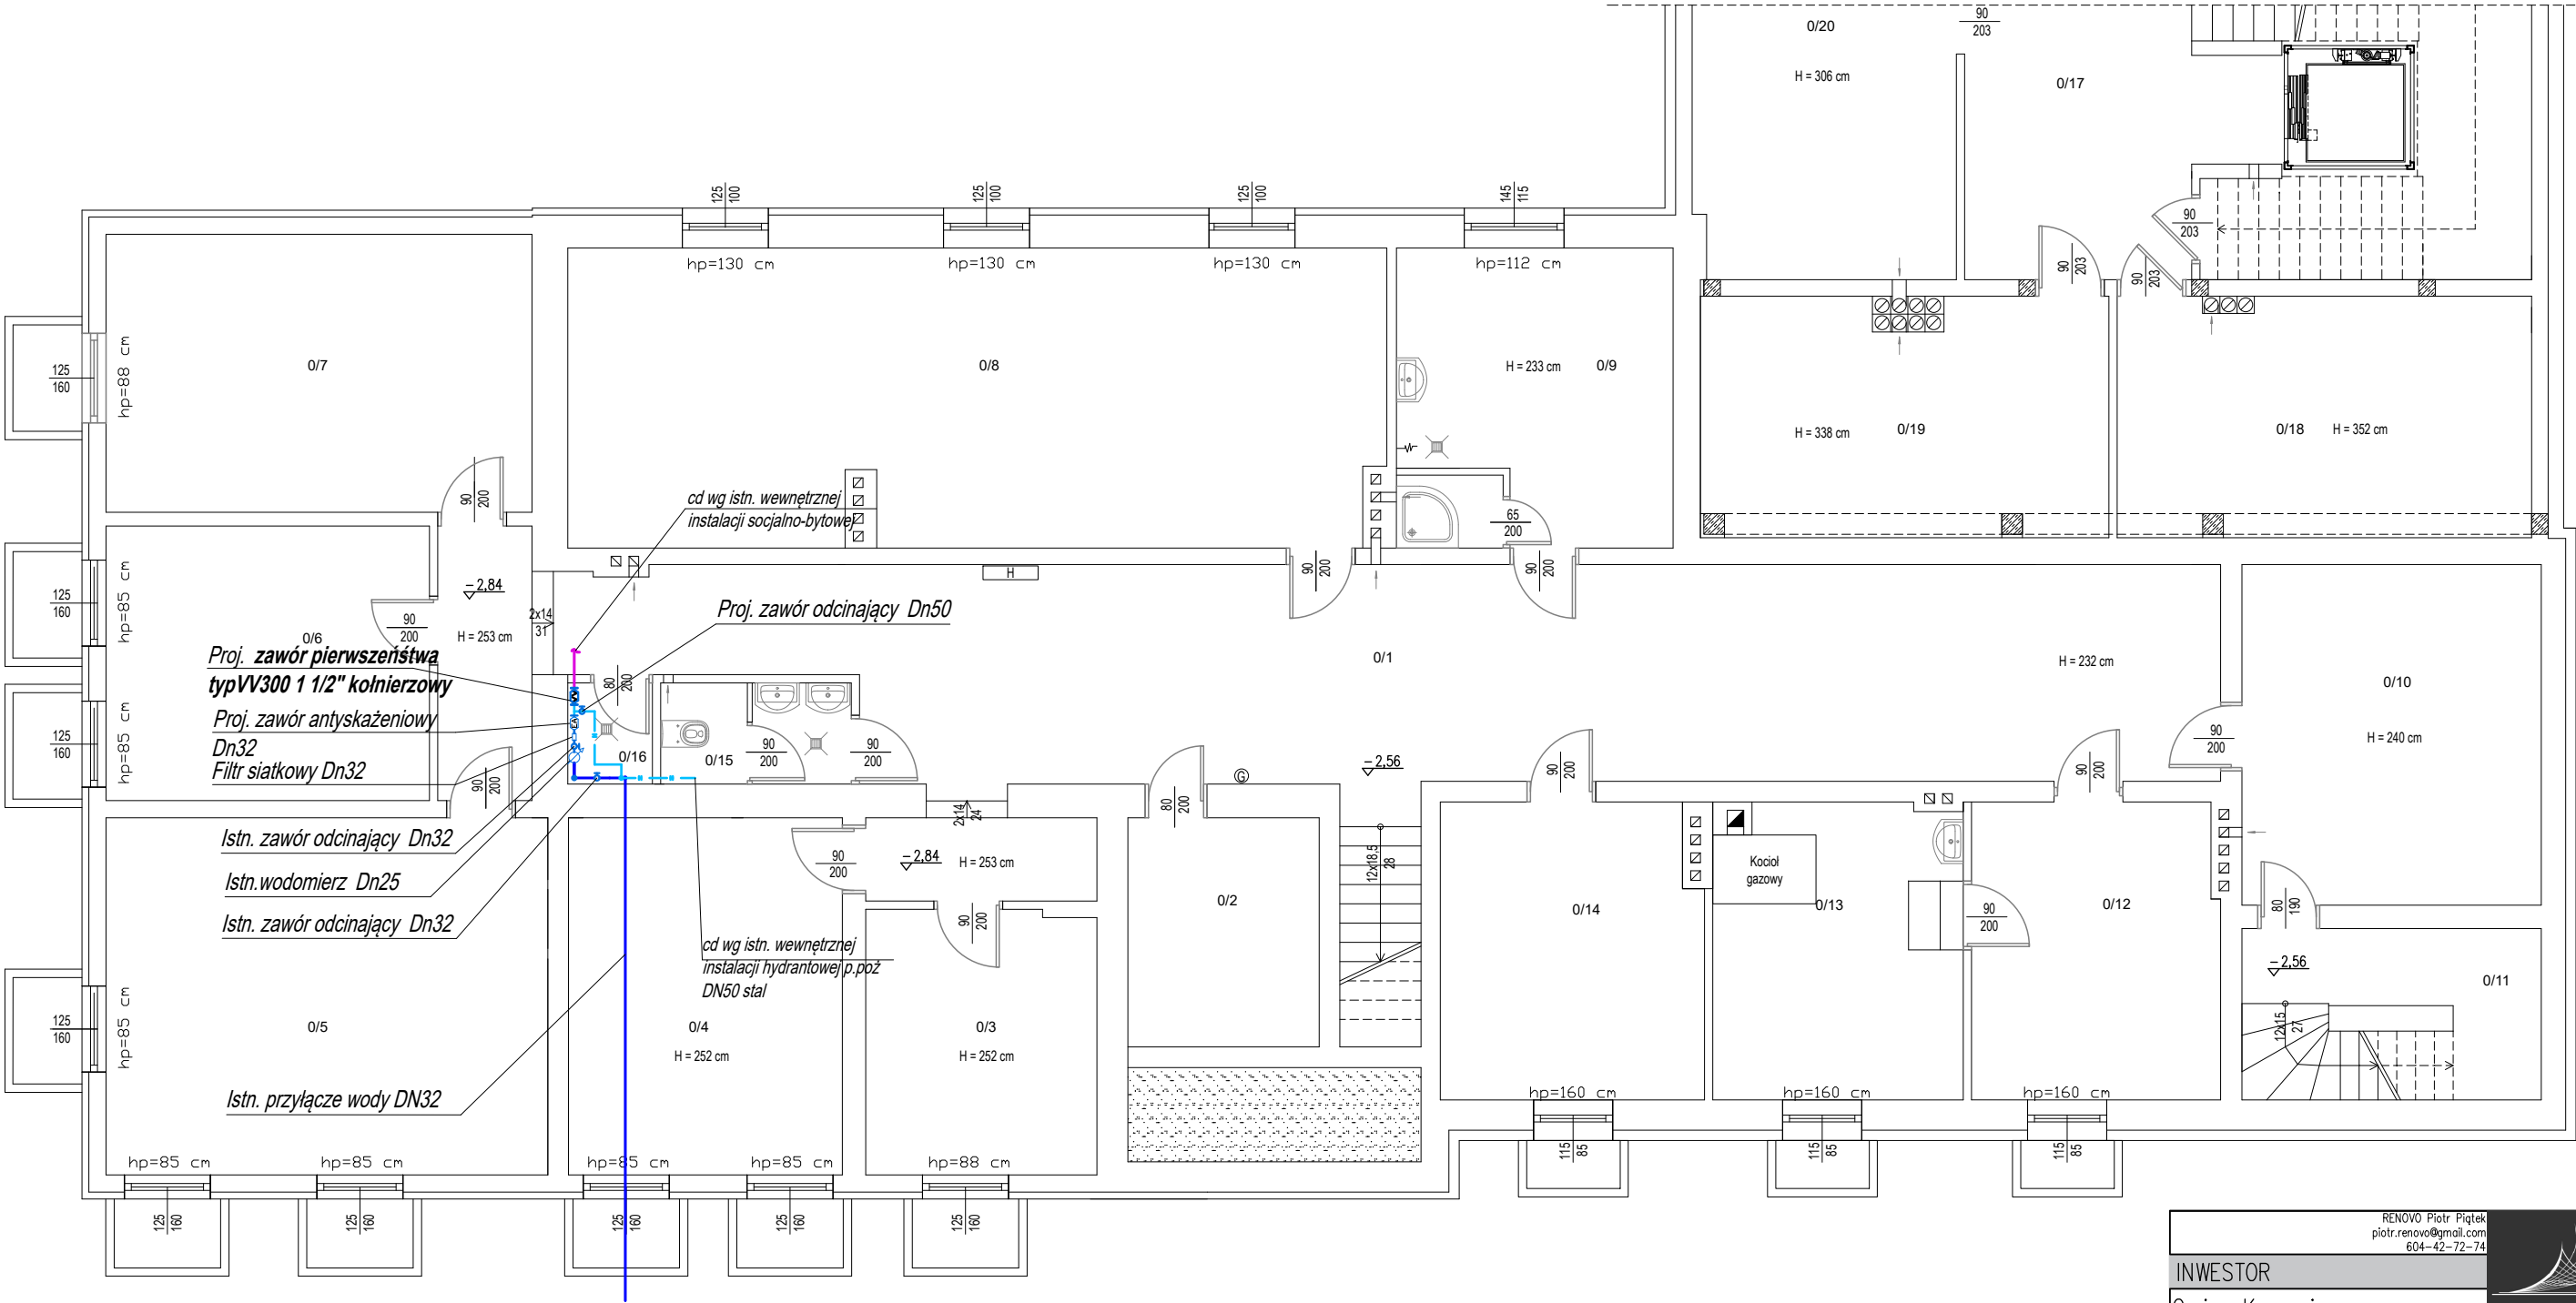 0/20
90
203
H = 306 cm
0/17
90
203
125
100
125
100
125
100
145
115
hp=130 cm
hp=130 cm
hp=130 cm
hp=112 cm
90
203
90
203
125
160
hp=88 cm
0/7
0/8
H = 233 cm
0/9
H = 338 cm
0/19
0/18
H = 352 cm
90
200
cd wg istn. wewnętrznej
instalacji socjalno-bytowej
65
200
90
200
90
200
H
125
160
hp=85 cm
-2,84
H = 253 cm
2x14
31
90
200
0/6
Proj. zawór odcinający Dn50
Proj. zawór pierwszeństwa
typVV300 1 1/2" kołnierzowy
Proj. zawór antyskażeniowy
Dn32
Filtr siatkowy Dn32
125
160
hp=85 cm
80
200
0/16
0/15
90
200
90
200
0/1
H = 232 cm
0/10
H = 240 cm
90
200
90
200
Istn. zawór odcinający Dn32
Istn.wodomierz Dn25
Istn. zawór odcinający Dn32
G
-2,56
80
200
90
200
90
200
2x14
24
90
200
-2,84
H = 253 cm
90
200
12x18,5
28
0/2
0/14
Kocioł
gazowy
0/13
90
200
0/12
80
190
-2,56
0/11
12x15
27
cd wg istn. wewnętrznej
instalacji hydrantowej p.poż
DN50 stal
125
160
hp=85 cm
0/5
0/4
H = 252 cm
0/3
H = 252 cm
Istn. przyłącze wody DN32
hp=160 cm
hp=160 cm
hp=160 cm
115
85
115
85
115
85
hp=85 cm
hp=85 cm
hp=85 cm
hp=85 cm
hp=88 cm
125
160
125
160
125
160
125
160
125
160
RENOVO Piotr Piątek
piotr.renovo@gmail.com
604-42-72-74
INWESTOR